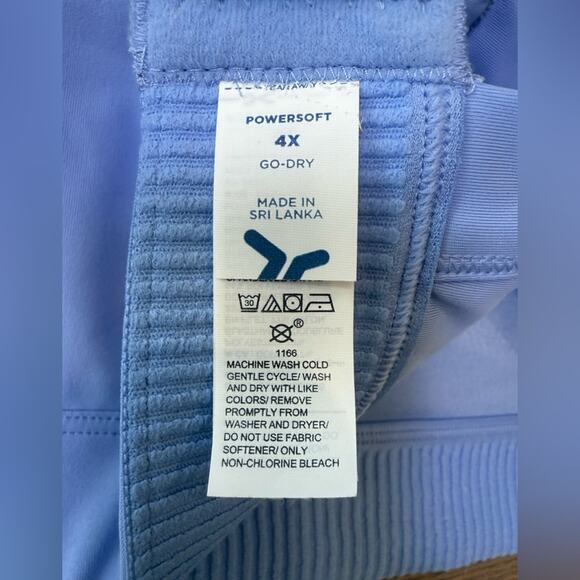 POWERSOFT
4X
GO-DRY
MADE IN
SRI LANKA
30
®
1166
MACHINE WASH COLD
GENTLE CYCLE/ WASH
AND DRY WITH LIKE
COLORS/ REMOVE
PROMPTLY FROM
WASHER AND DRYER/
DO NOT USE FABRIC
SOFTENER/ ONLY
NON-CHLORINE BLEACH